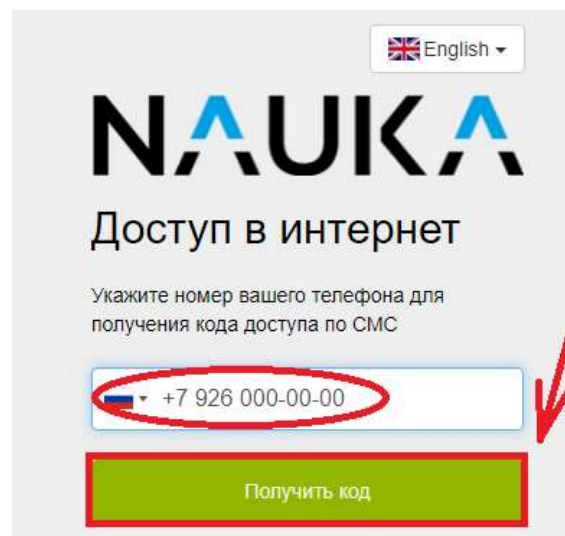 English
NAUKA
Доступ в интернет
Укажите номер вашего телефона для
получения кода доступа по СМС
+7 926 000-00-00
Получить код